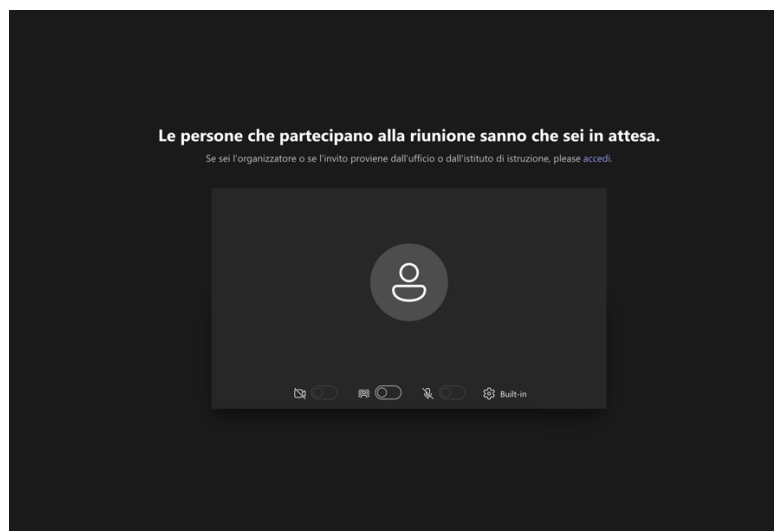 Le persone che partecipano alla riunione sanno che sei in attesa.
Se sei l'organizzatore o se l'invito proviene dall'ufficio o dall'istituto di istruzione, please accedi.
Built-in